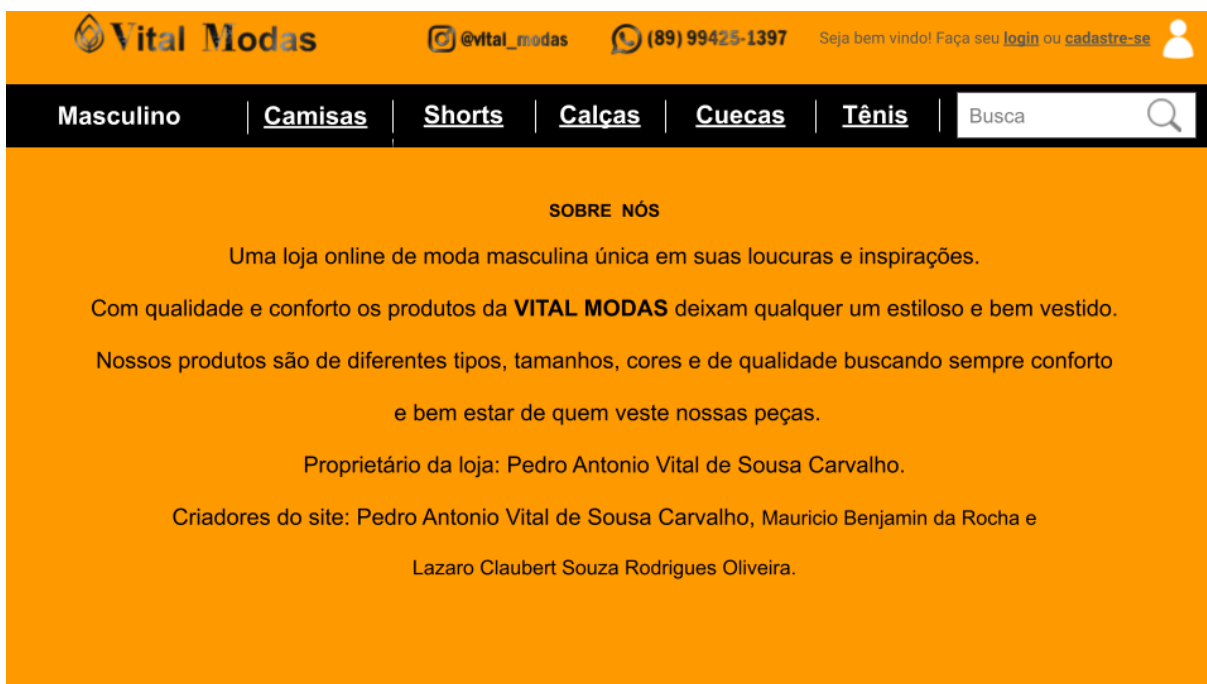 Vital Modas @vital_modas (89) 99425-1397 Seja bem vindo! Faça seu login ou cadastre-se
Masculino Camisas Shorts Calças Cuecas Tênis Busca
SOBRE NÓS
Uma loja online de moda masculina única em suas loucuras e inspirações.
Com qualidade e conforto os produtos da VITAL MODAS deixam qualquer um estiloso e bem vestido.
Nossos produtos são de diferentes tipos, tamanhos, cores e de qualidade buscando sempre conforto
e bem estar de quem veste nossas peças.
Proprietário da loja: Pedro Antonio Vital de Sousa Carvalho.
Criadores do site: Pedro Antonio Vital de Sousa Carvalho, Mauricio Benjamin da Rocha e
Lazaro Claubert Souza Rodrigues Oliveira.